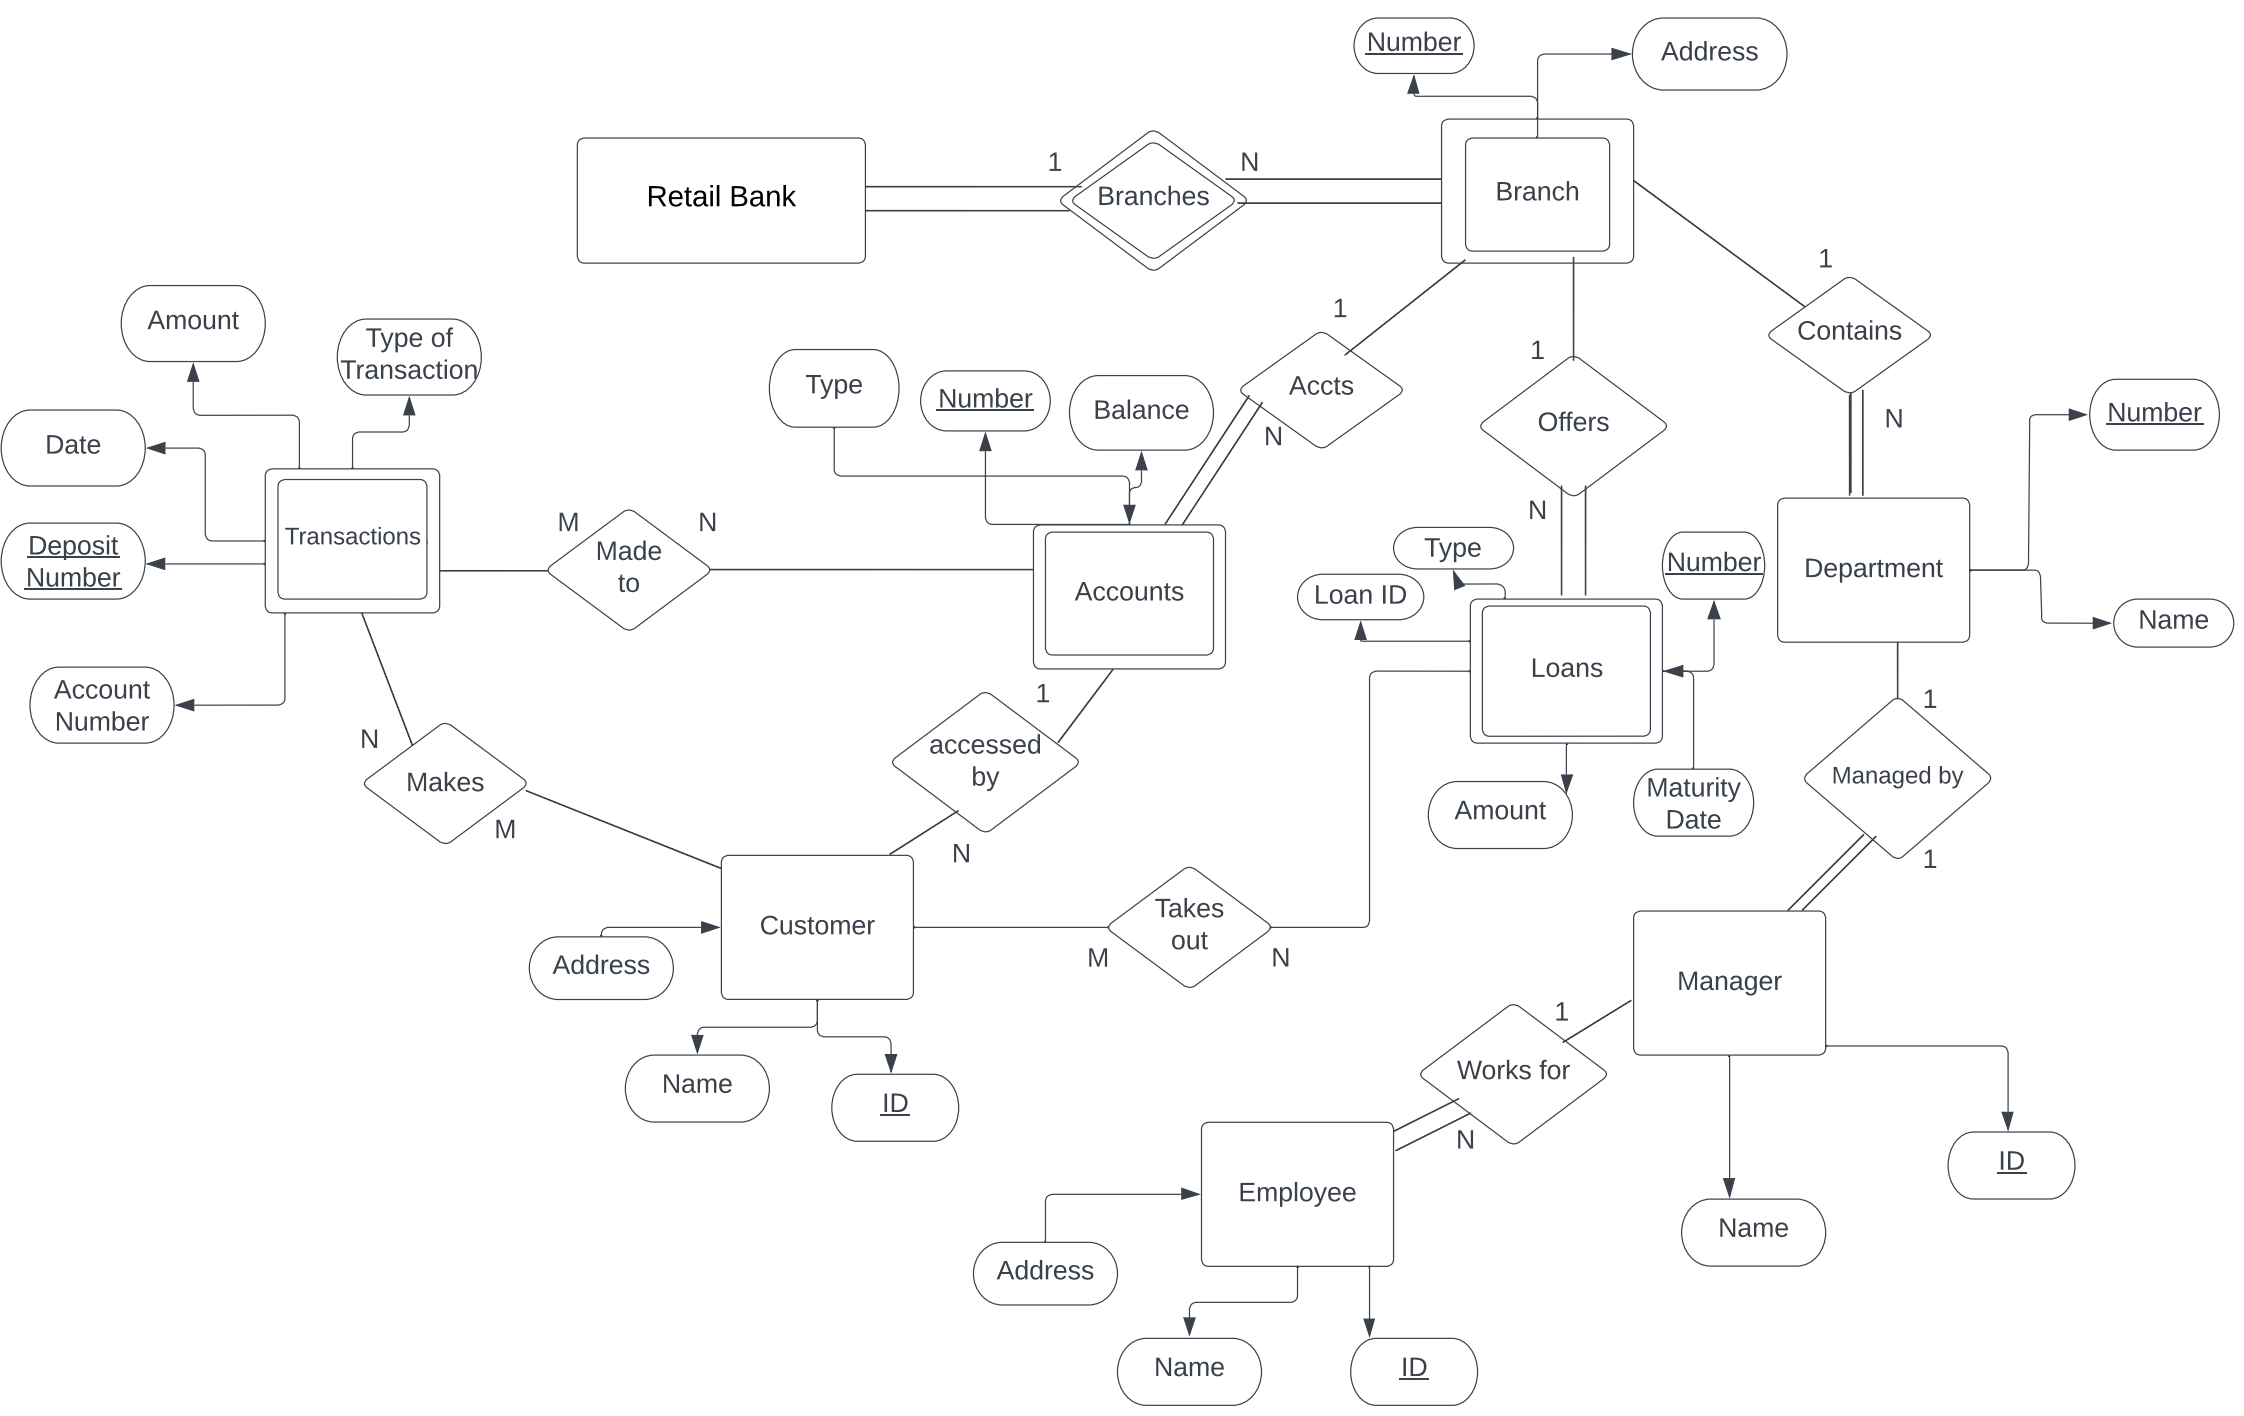 Number
Address
Retail Bank
1
Branches
N
Branch
1
Contains
N
Amount
Type of
Transaction
Date
Deposit
Number
Account
Number
Transactions
M
Made
to
N
Type
Number
Balance
1
Accts
N
1
Offers
N
Accounts
Type
Loan ID
Number
Loans
Amount
Maturity
Date
Number
Department
Name
1
Managed by
1
1
accessed
by
N
N
Makes
M
Customer
Address
Name
ID
Takes
out
M
N
Manager
1
Works for
N
Name
ID
Employee
Address
Name
ID